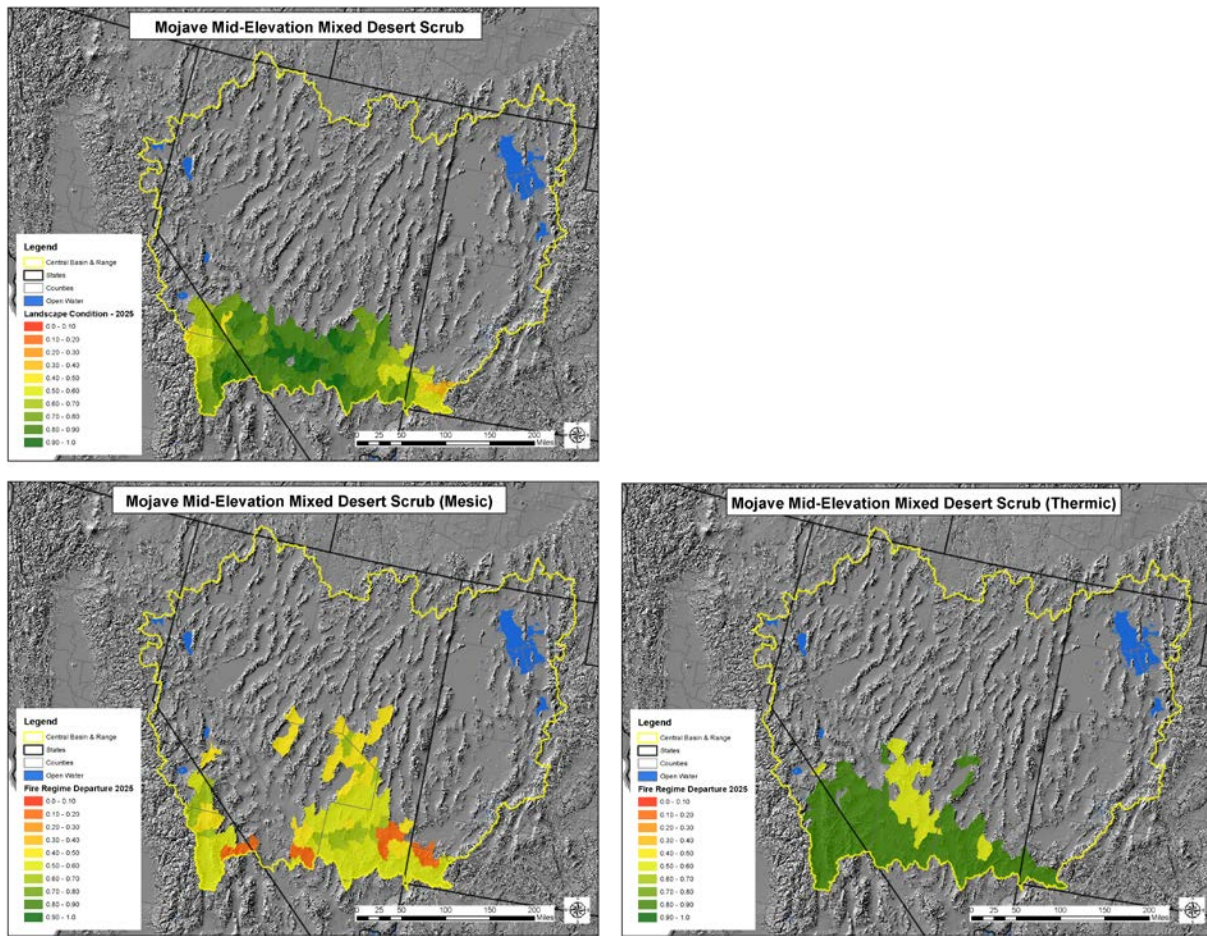 Mojave Mid-Elevation Mixed Desert Scrub
Legend
Central Basin & Range
States
Counties
Open Water
Landscape Condition - 2025
0.0 - 0.10
0.10 - 0.20
0.20 - 0.30
0.30 - 0.40
0.40 - 0.50
0.50 - 0.60
0.60 - 0.70
0.70 - 0.80
0.80 - 0.90
0.90 - 1.0
0 25 50 100 150 200
Miles
Mojave Mid-Elevation Mixed Desert Scrub (Mesic)
Legend
Central Basin & Range
States
Counties
Open Water
Fire Regime Departure 2025
0.0 - 0.10
0.10 - 0.20
0.20 - 0.30
0.30 - 0.40
0.40 - 0.50
0.50 - 0.60
0.60 - 0.70
0.70 - 0.80
0.80 - 0.90
0.90 - 1.0
0 25 50 100 150 200
Miles
Mojave Mid-Elevation Mixed Desert Scrub (Thermic)
Legend
Central Basin & Range
States
Counties
Open Water
Fire Regime Departure 2025
0.0 - 0.10
0.10 - 0.20
0.20 - 0.30
0.30 - 0.40
0.40 - 0.50
0.50 - 0.60
0.60 - 0.70
0.70 - 0.80
0.80 - 0.90
0.90 - 1.0
0 25 50 100 150 200
Miles